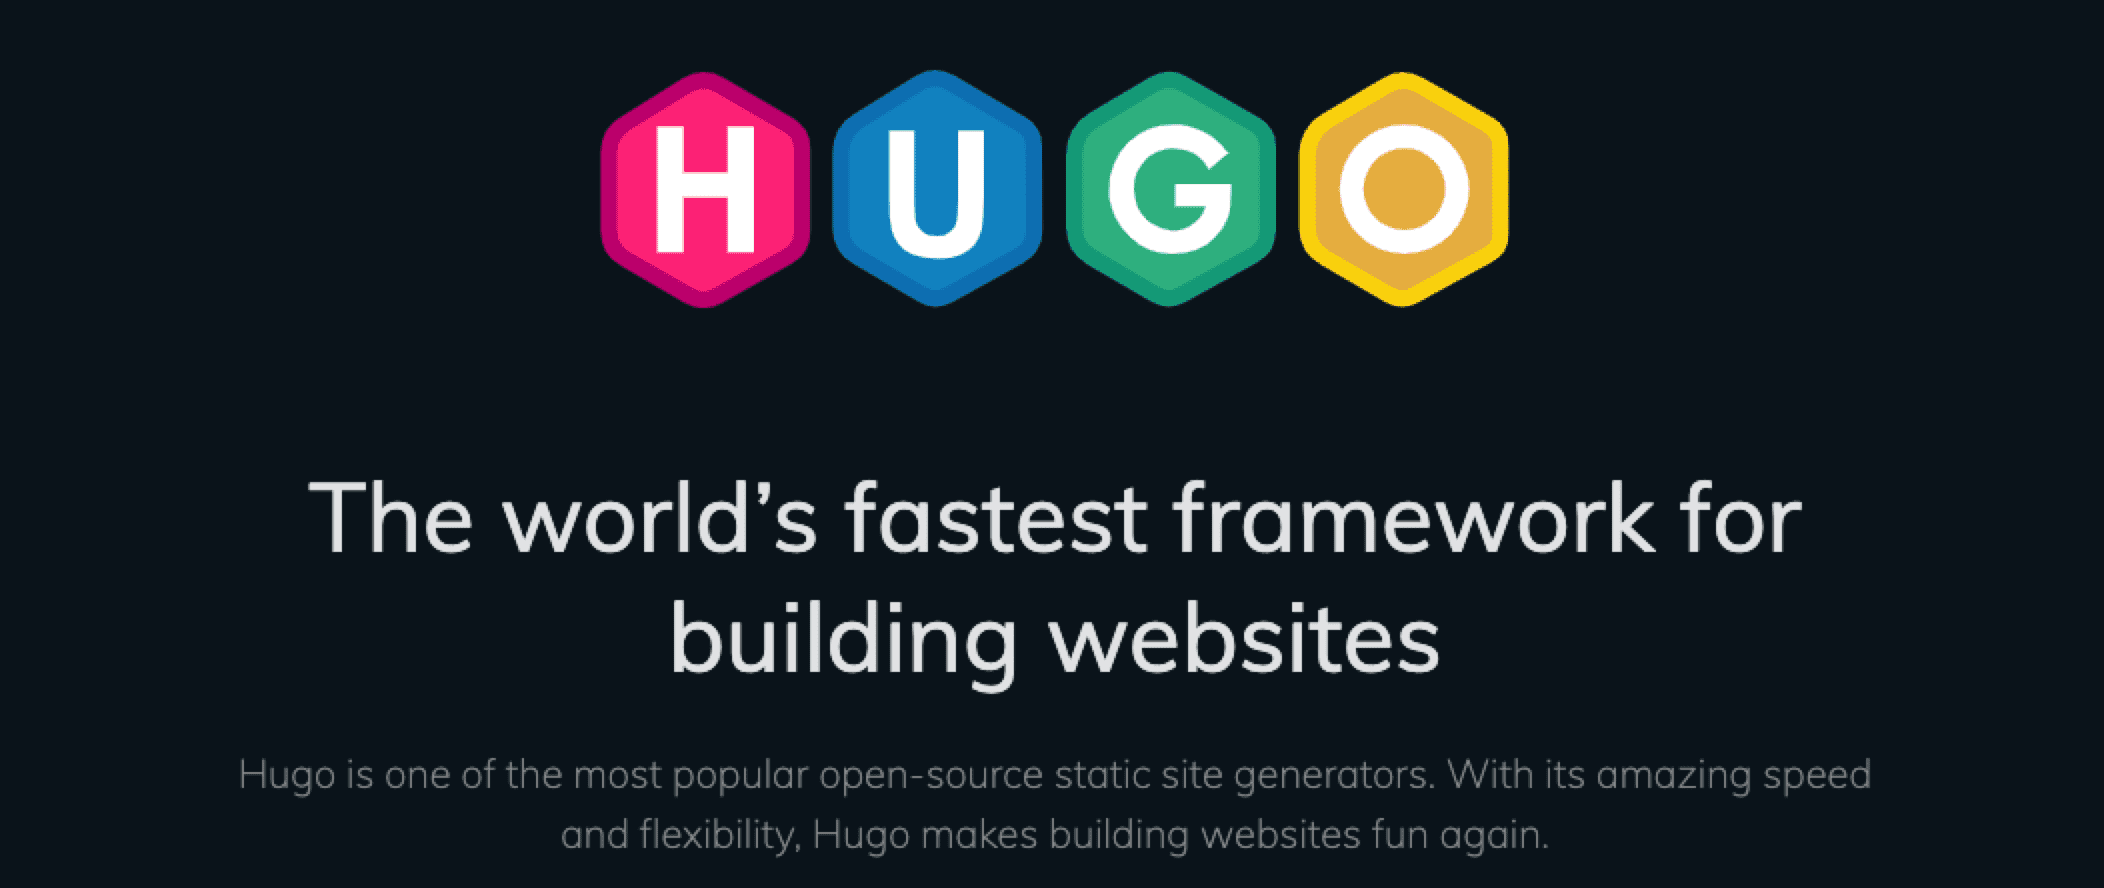 HUGO
The world’s fastest framework for
building websites
Hugo is one of the most popular open-source static site generators. With its amazing speed
and flexibility, Hugo makes building websites fun again.